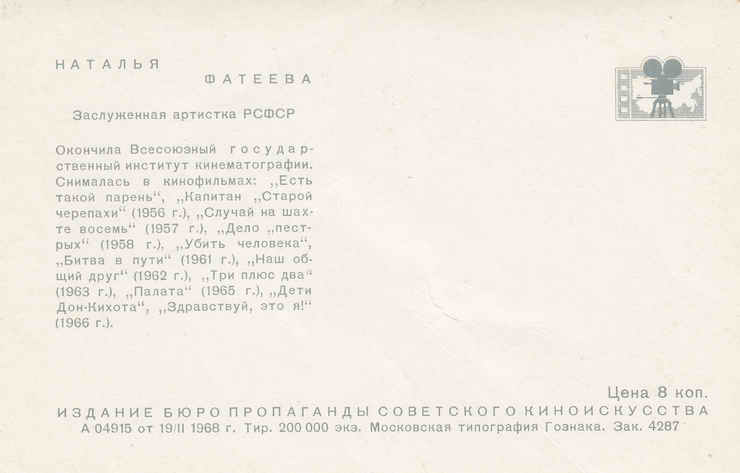 НАТАЛЬЯ
ФАТЕЕВА
Заслуженная артистка РСФСР
Окончила Всесоюзный государ-
ственный институт кинематографии.
Снималась в кинофильмах: „Есть
такой парень“, „Капитан „Старой
черепахи“ (1956 г.), „Случай на шах-
те восемь“ (1957 г.), „Дело „пест-
рых“ (1958 г.), „Убить человека“,
„Битва в пути“ (1961 г.), „Наш об-
щий друг“ (1962 г.), „Три плюс два“
(1963 г.), „Палата“ (1965 г.), „Дети
Дон-Кихота“, „Здравствуй, это я!“
(1966 г.).
Цена 8 коп.
ИЗДАНИЕ БЮРО ПРОПАГАНДЫ СОВЕТСКОГО КИНОИСКУССТВА
А 04915 от 19/II 1968 г. Тир. 200 000 экз. Московская типография Гознака. Зак. 4287